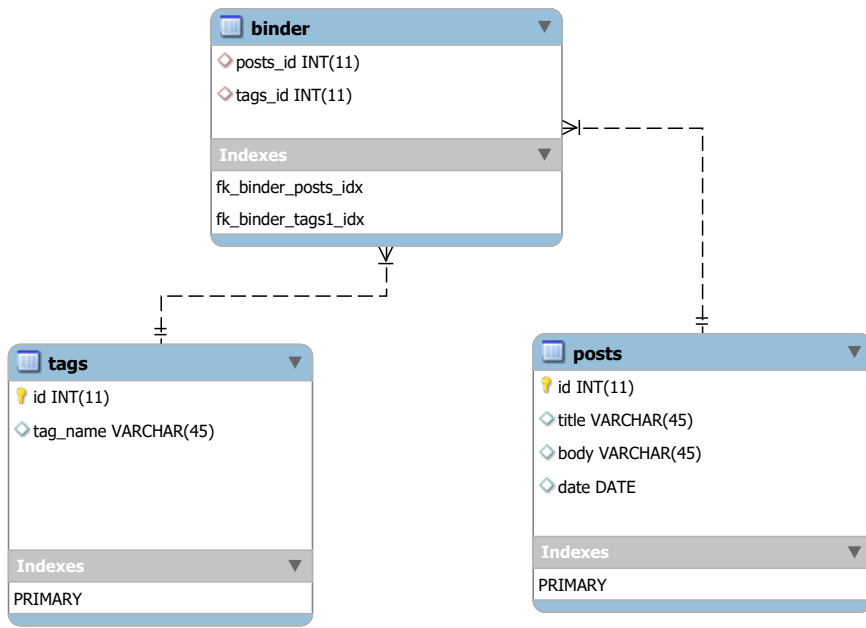 binder
posts_id INT(11)
tags_id INT(11)
Indexes
fk_binder_posts_idx
fk_binder_tags1_idx
tags
id INT(11)
tag_name VARCHAR(45)
Indexes
PRIMARY
posts
id INT(11)
title VARCHAR(45)
body VARCHAR(45)
date DATE
Indexes
PRIMARY